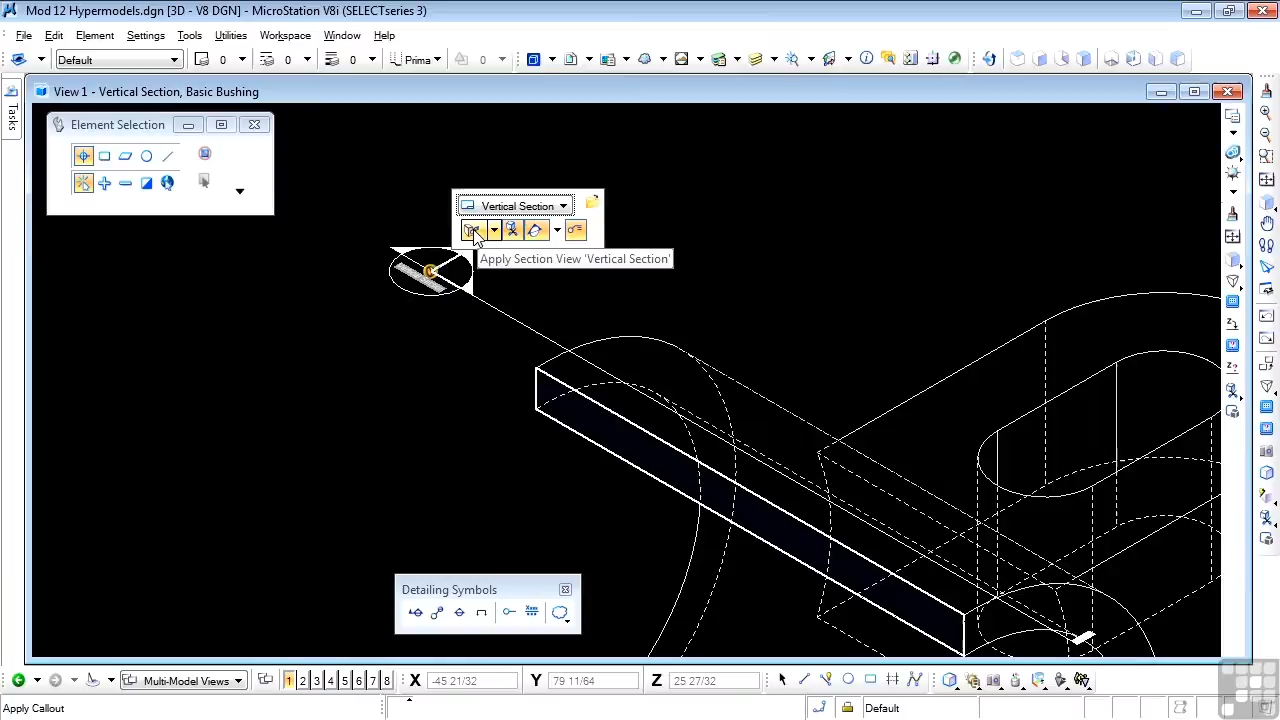 Mod 12 Hypermodels.dgn [3D - V8 DGN] - MicroStation V8i (SELECTseries 3)
File Edit Element Settings Tools Utilities Workspace Window Help
Default 0 0 0 Prima 0
View 1 - Vertical Section, Basic Bushing
Tasks
Element Selection
Vertical Section
Apply Section View 'Vertical Section'
Detailing Symbols
Multi-Model Views 1 2 3 4 5 6 7 8 X -45 21/32 Y 79 11/64 Z 25 27/32
Apply Callout Default